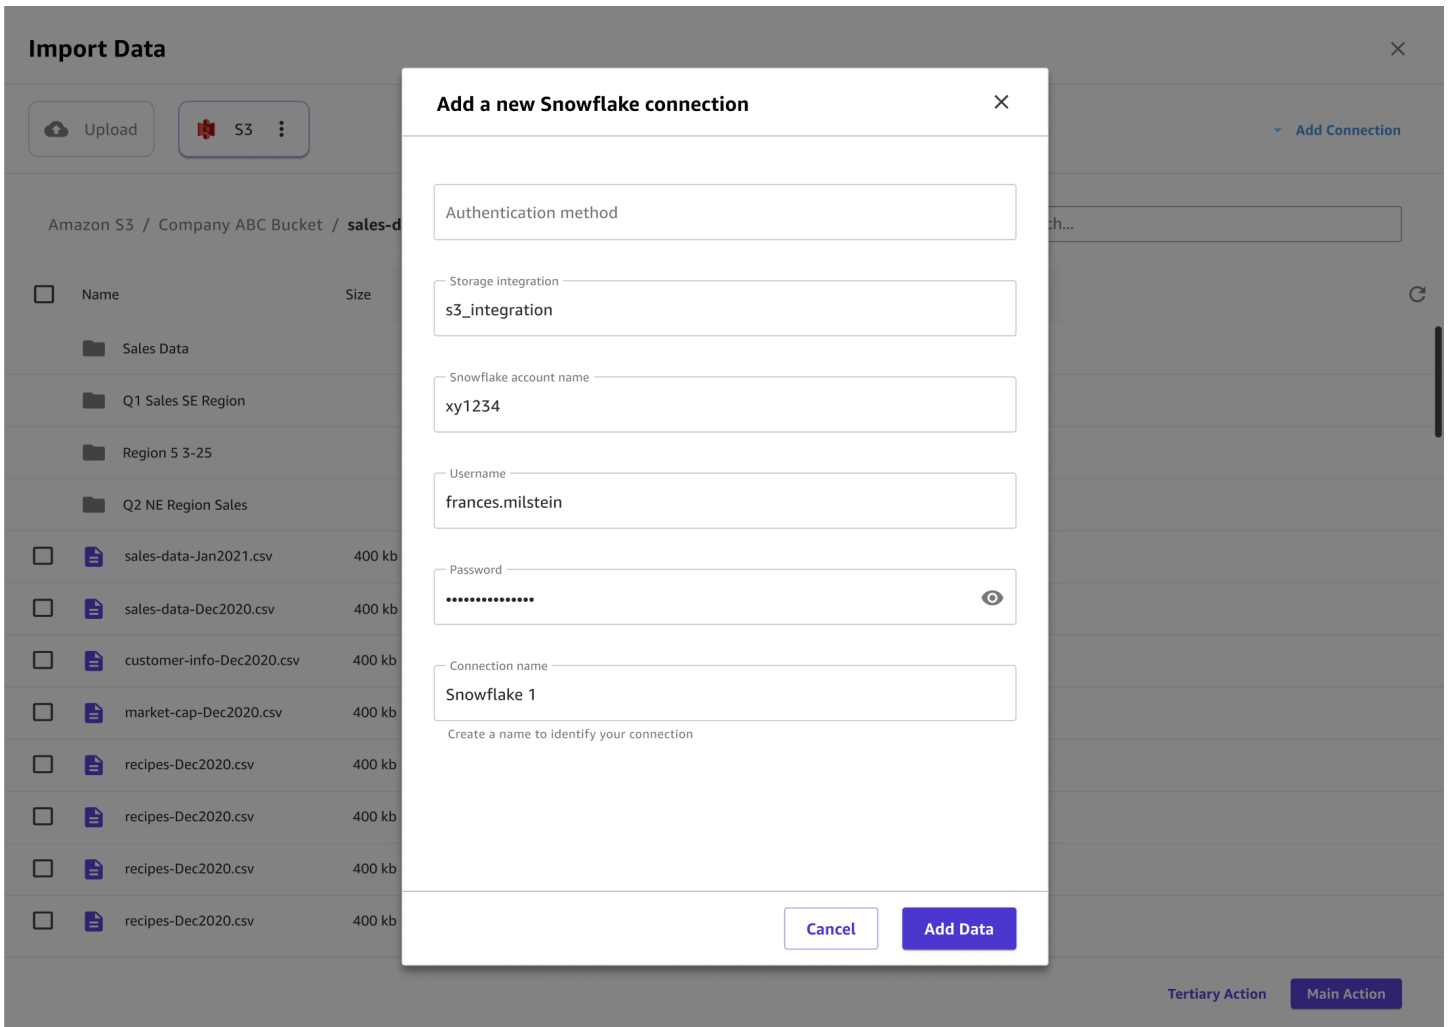 Import Data
Upload
S3
Add Connection
Amazon S3 / Company ABC Bucket / sales-d
ch...
Name
Size
Sales Data
Q1 Sales SE Region
Region 5 3-25
Q2 NE Region Sales
sales-data-Jan2021.csv 400 kb
sales-data-Dec2020.csv 400 kb
customer-info-Dec2020.csv 400 kb
market-cap-Dec2020.csv 400 kb
recipes-Dec2020.csv 400 kb
recipes-Dec2020.csv 400 kb
recipes-Dec2020.csv 400 kb
recipes-Dec2020.csv 400 kb
Add a new Snowflake connection
Authentication method
Storage integration
s3_integration
Snowflake account name
xy1234
Username
frances.milstein
Password
•••••••••••••••
Connection name
Snowflake 1
Create a name to identify your connection
Cancel
Add Data
Tertiary Action
Main Action